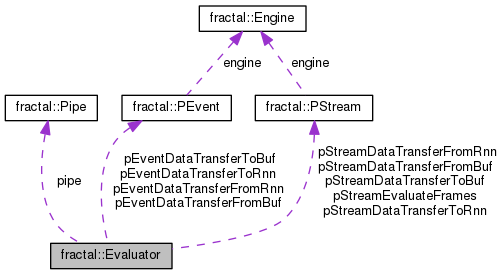 fractal::Engine
engine
engine
fractal::Pipe
fractal::PEvent
fractal::PStream
pipe
pEventDataTransferToBuf
pEventDataTransferToRnn
pEventDataTransferFromRnn
pEventDataTransferFromBuf
pStreamDataTransferFromRnn
pStreamDataTransferFromBuf
pStreamDataTransferToBuf
pStreamEvaluateFrames
pStreamDataTransferToRnn
fractal::Evaluator